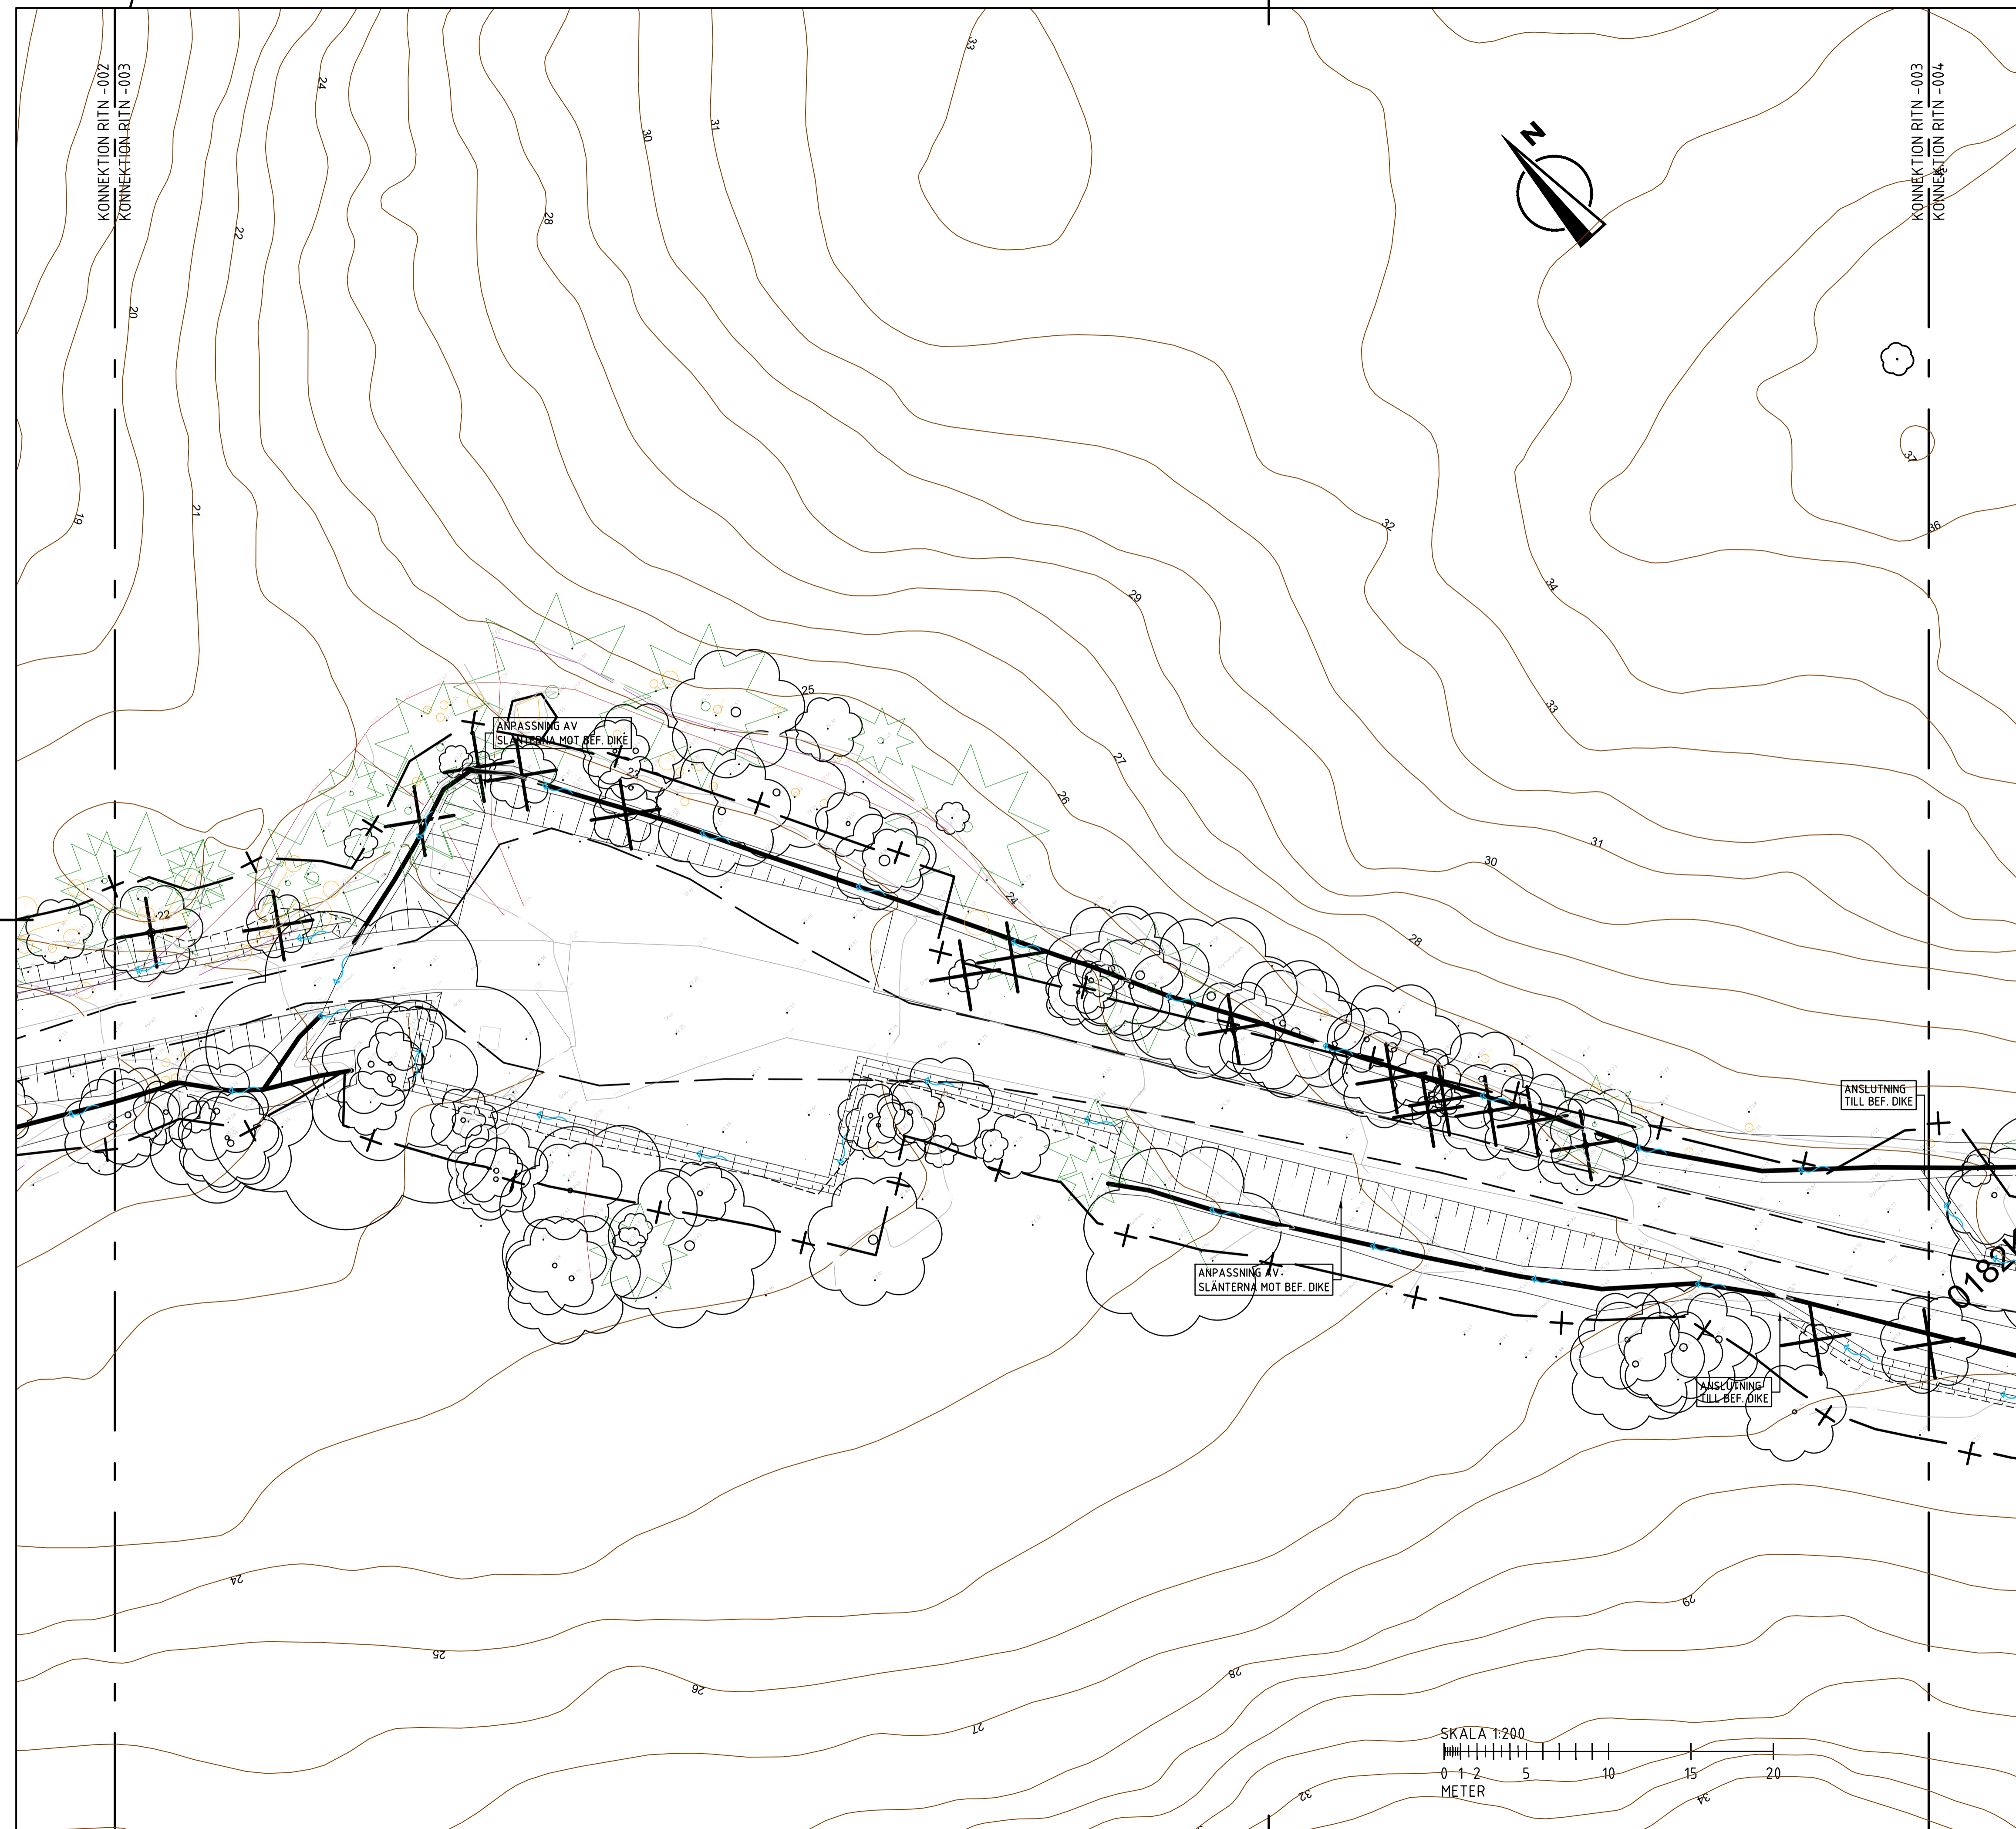 KONNEKTION RITN -002
KONNEKTION RITN -003
KONNEKTION RITN -003
KONNEKTION RITN -004
N
33
24
31
30
28
22
20
37
32
36
19
21
29
34
25
33
ANPASSNING AV
SLÄNTERNA MOT BEF. DIKE
27
23
26
31
30
24
22
28
ANSLUTNING
TILL BEF. DIKE
ANPASSNING AV
SLÄNTERNA MOT BEF. DIKE
ANSLUTNING
TILL BEF. DIKE
24
29
25
28
26
27
SKALA 1:200
0 1 2 5 10 15 20
METER
32
34